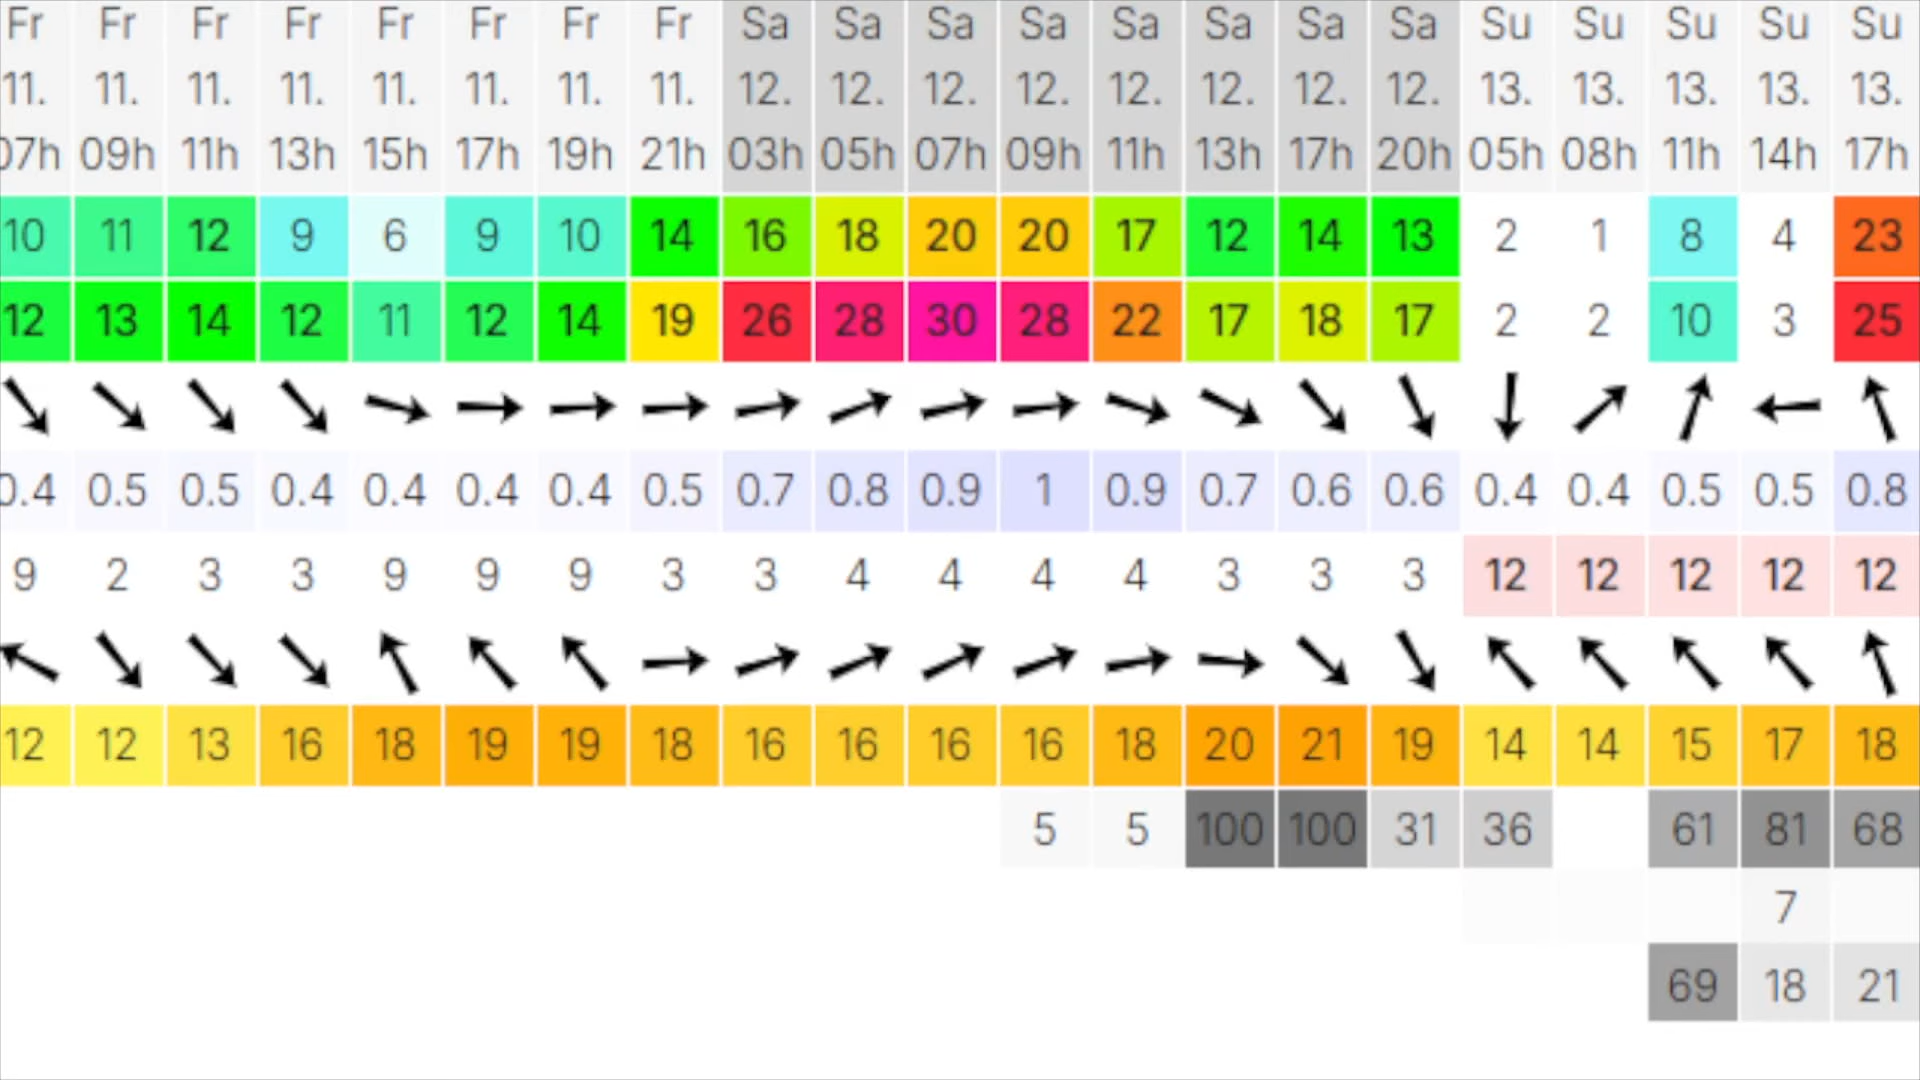 Fr Fr Fr Fr Fr Fr Fr Fr Sa Sa Sa Sa Sa Sa Sa Sa Su Su Su Su Su
11. 11. 11. 11. 11. 11. 11. 11. 12. 12. 12. 12. 12. 12. 12. 12. 13. 13. 13. 13. 13.
07h 09h 11h 13h 15h 17h 19h 21h 03h 05h 07h 09h 11h 13h 17h 20h 05h 08h 11h 14h 17h
10 11 12 9 6 9 10 14 16 18 20 20 17 12 14 13 2 1 8 4 23
12 13 14 12 11 12 14 19 26 28 30 28 22 17 18 17 2 2 10 3 25
0.4 0.5 0.5 0.4 0.4 0.4 0.4 0.5 0.7 0.8 0.9 1 0.9 0.7 0.6 0.6 0.4 0.4 0.5 0.5 0.8
9 2 3 3 9 9 9 3 3 4 4 4 4 3 3 3 12 12 12 12 12
12 12 13 16 18 19 19 18 16 16 16 16 18 20 21 19 14 14 15 17 18
5 5 100 100 31 36 61 81 68
7
69 18 21